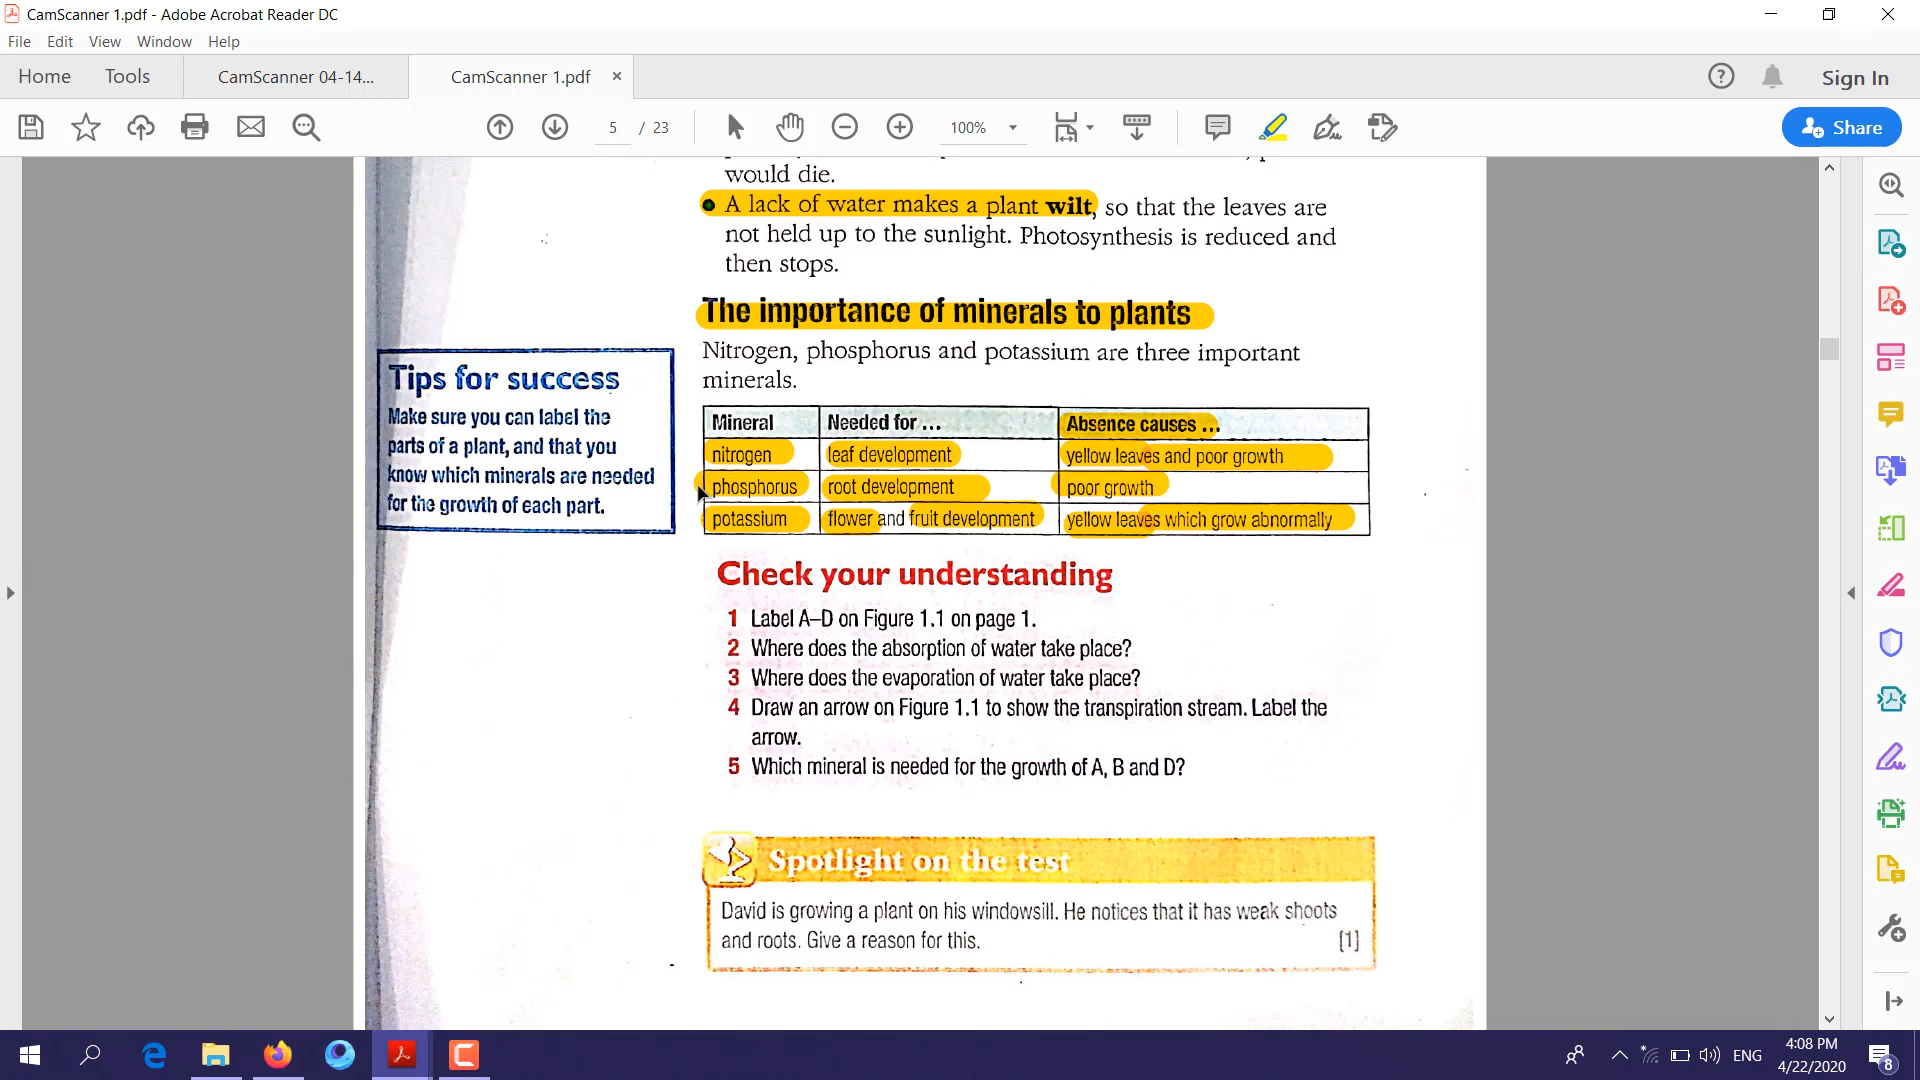 CamScanner 1.pdf - Adobe Acrobat Reader DC
File Edit View Window Help
Home Tools CamScanner 04-14... CamScanner 1.pdf × Sign In
5 / 23 100% Share
would die.
● A lack of water makes a plant wilt, so that the leaves are
not held up to the sunlight. Photosynthesis is reduced and
then stops.
The importance of minerals to plants
Nitrogen, phosphorus and potassium are three important
minerals.
Tips for success
Make sure you can label the
parts of a plant, and that you
know which minerals are needed
for the growth of each part.
Mineral Needed for ... Absence causes ...
nitrogen leaf development yellow leaves and poor growth
phosphorus root development poor growth
potassium flower and fruit development yellow leaves which grow abnormally
Check your understanding
1 Label A–D on Figure 1.1 on page 1.
2 Where does the absorption of water take place?
3 Where does the evaporation of water take place?
4 Draw an arrow on Figure 1.1 to show the transpiration stream. Label the
arrow.
5 Which mineral is needed for the growth of A, B and D?
Spotlight on the test
David is growing a plant on his windowsill. He notices that it has weak shoots
and roots. Give a reason for this. [1]
ENG
4:08 PM
4/22/2020
8